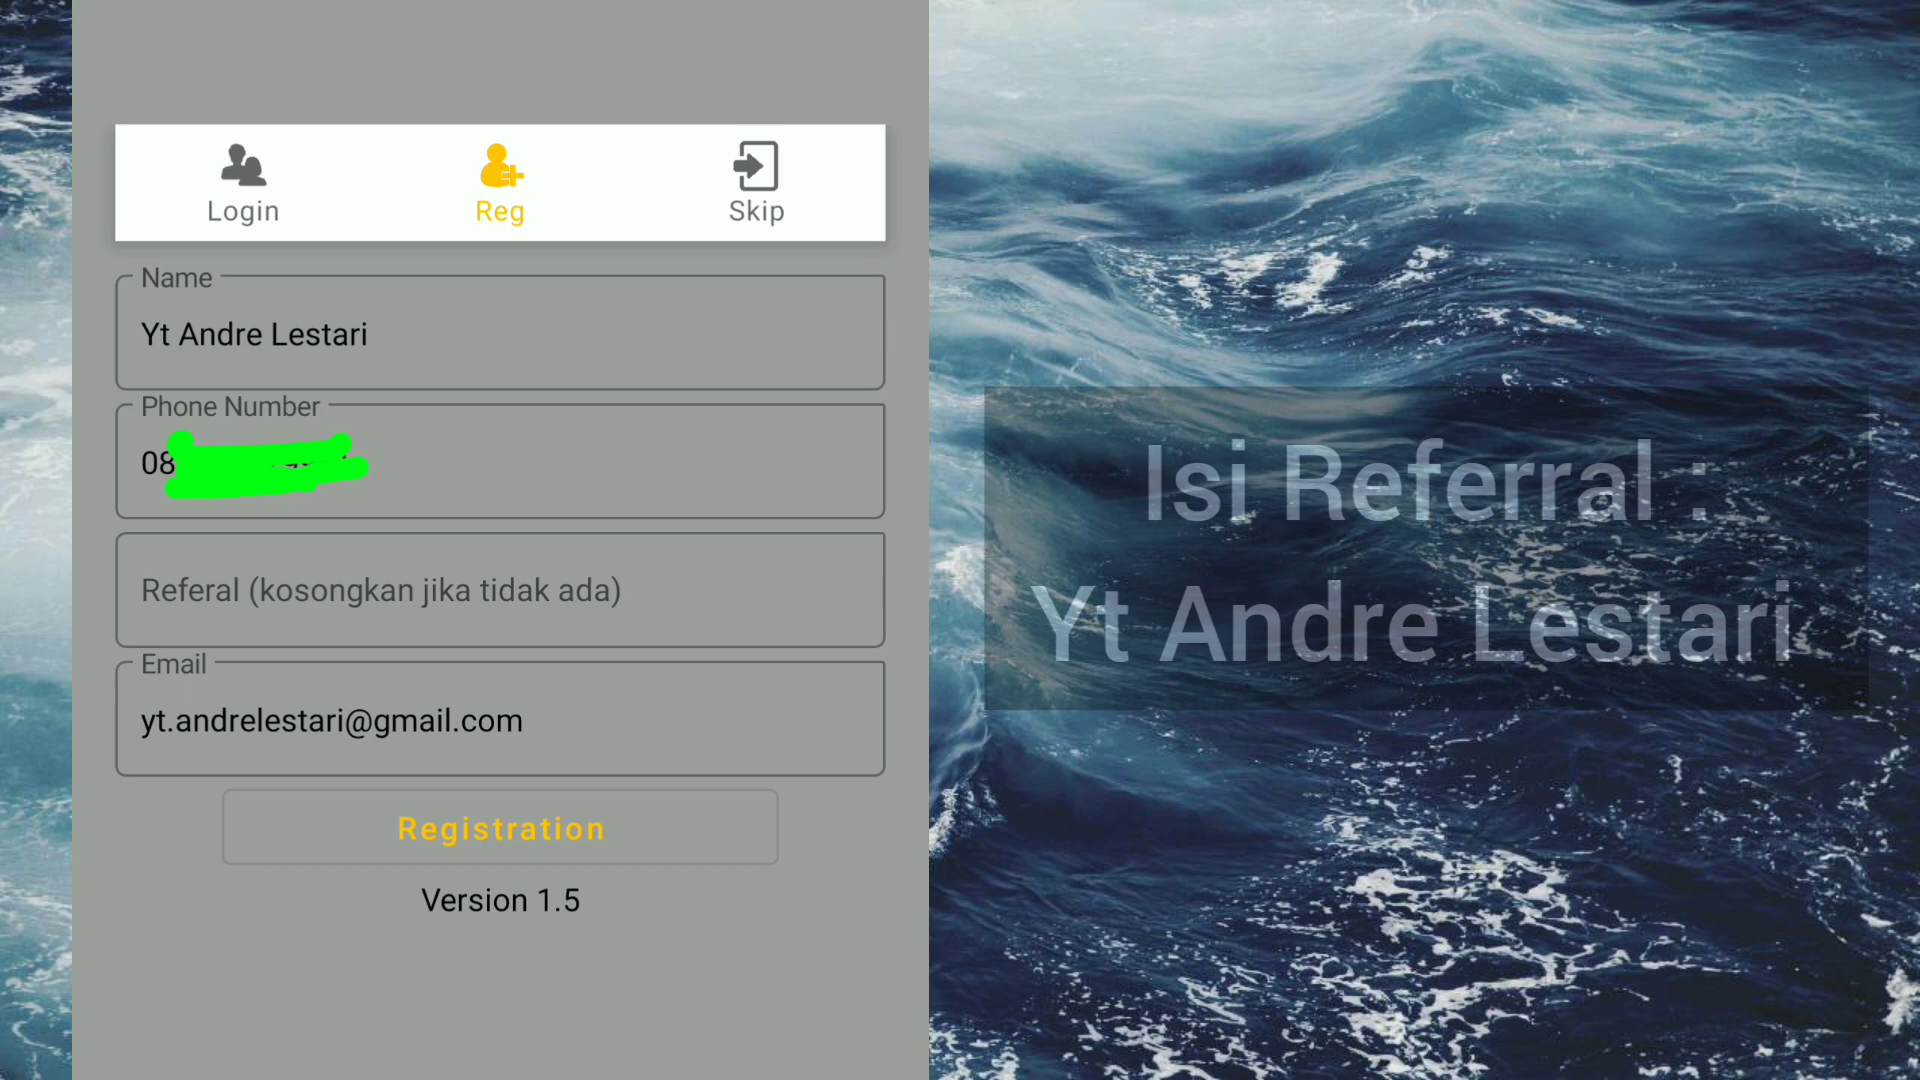 Login
Reg
Skip
Name
Yt Andre Lestari
Phone Number
08
Referal (kosongkan jika tidak ada)
Email
yt.andrelestari@gmail.com
Registration
Version 1.5
Isi Referral :
Yt Andre Lestari